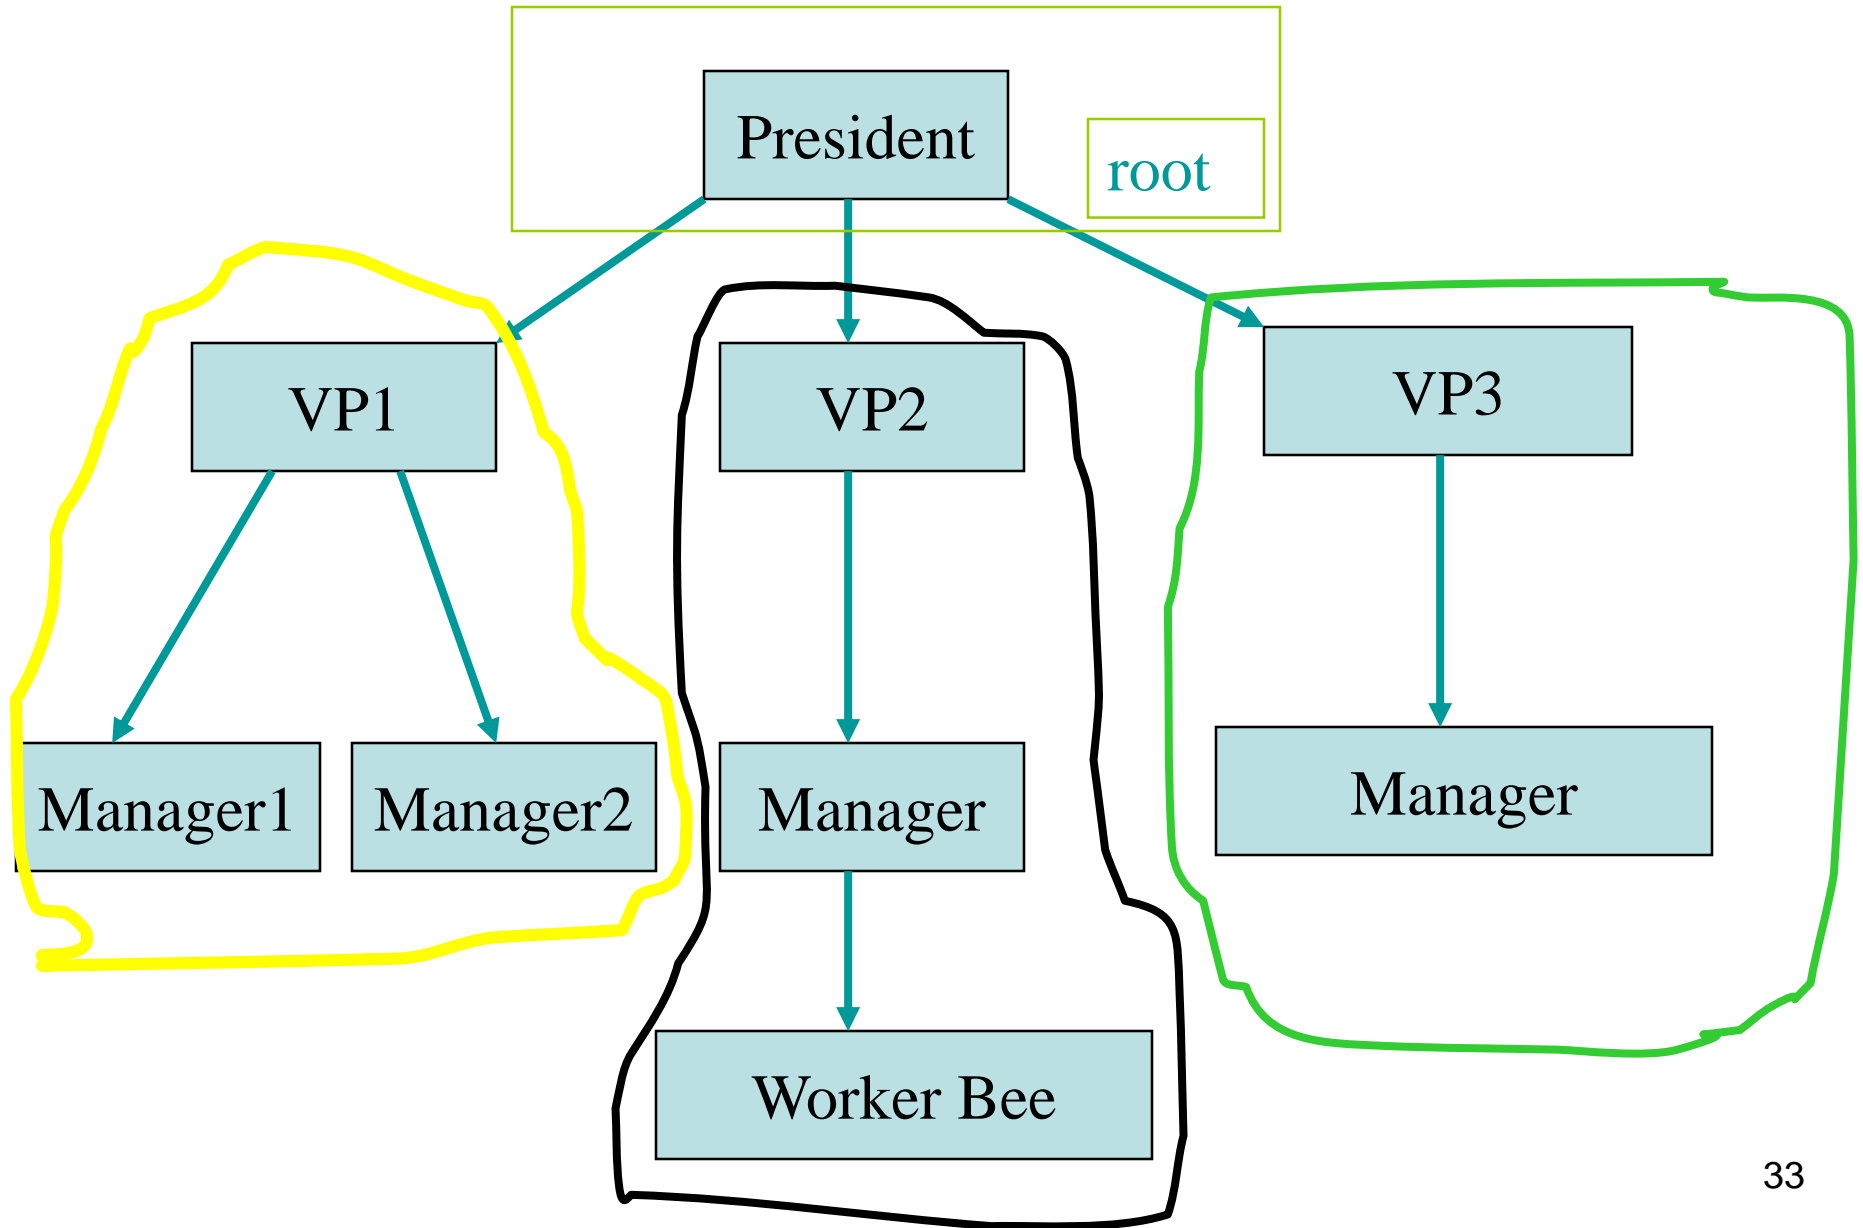 President
root
VP1
VP2
VP3
Manager1
Manager2
Manager
Manager
Worker Bee
33